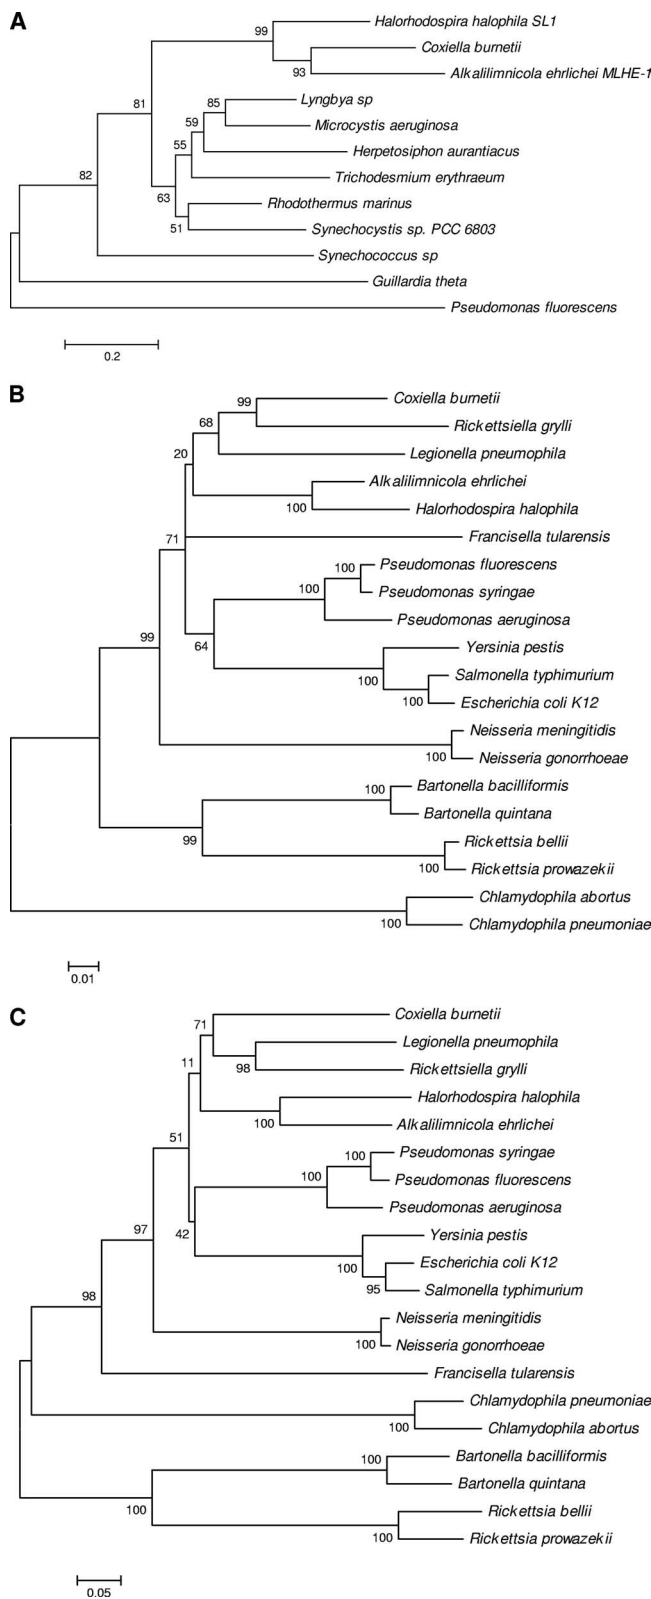 A
Halorhodospira halophila SL1
99
Coxiella burnetii
93
Alkalilimnicola ehrlichei MLHE-1
81
85
Lyngbya sp
59
Microcystis aeruginosa
55
Herpetosiphon aurantiacus
82
Trichodesmium erythraeum
63
Rhodothermus marinus
51
Synechocystis sp. PCC 6803
Synechococcus sp
Guillardia theta
Pseudomonas fluorescens
0.2
B
Coxiella burnetii
99
68
Rickettsiella grylli
20
Legionella pneumophila
Alkalilimnicola ehrlichei
100
Halorhodospira halophila
71
Francisella tularensis
100
Pseudomonas fluorescens
100
Pseudomonas syringae
Pseudomonas aeruginosa
99
64
Yersinia pestis
100
Salmonella typhimurium
100
Escherichia coli K12
Neisseria meningitidis
100
Neisseria gonorrhoeae
100
Bartonella bacilliformis
Bartonella quintana
99
Rickettsia bellii
100
Rickettsia prowazekii
Chlamydophila abortus
100
Chlamydophila pneumoniae
0.01
C
Coxiella burnetii
71
Legionella pneumophila
11
98
Rickettsiella grylli
Halorhodospira halophila
100
Alkalilimnicola ehrlichei
51
100
Pseudomonas syringae
100
Pseudomonas fluorescens
Pseudomonas aeruginosa
97
42
Yersinia pestis
100
Escherichia coli K12
95
Salmonella typhimurium
98
Neisseria meningitidis
100
Neisseria gonorrhoeae
Francisella tularensis
Chlamydophila pneumoniae
100
Chlamydophila abortus
100
Bartonella bacilliformis
Bartonella quintana
100
Rickettsia bellii
100
Rickettsia prowazekii
0.05